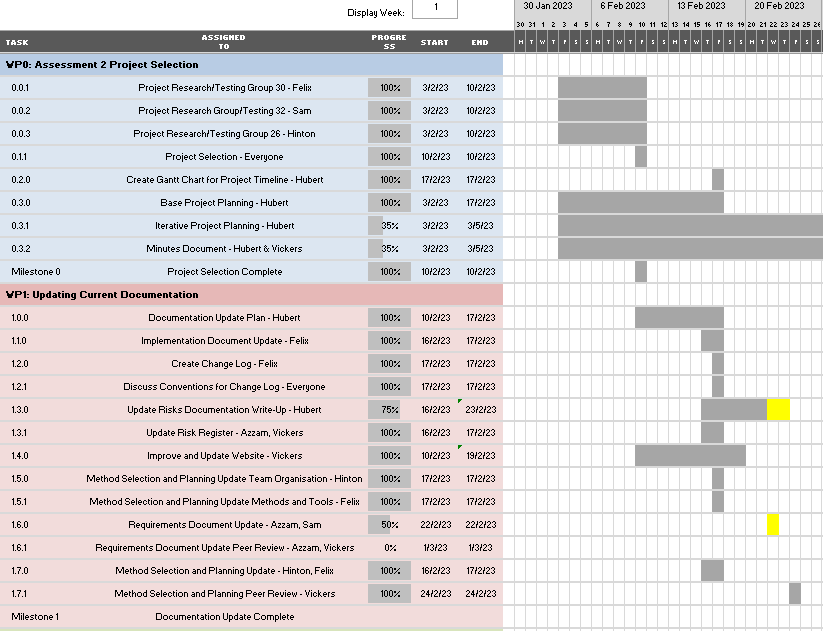 Display Week: 1 30 Jan 2023 6 Feb 2023 13 Feb 2023 20 Feb 2023
30 31 1 2 3 4 5 6 7 8 9 10 11 12 13 14 15 16 17 18 19 20 21 22 23 24 25 26
TASK ASSIGNED TO PROGRESS START END M T W T F S S M T W T F S S M T W T F S S M T W T F S S
WP0: Assessment 2 Project Selection
0.0.1 Project Research/Testing Group 30 - Felix 100% 3/2/23 10/2/23
0.0.2 Project Research Group/Testing 32 - Sam 100% 3/2/23 10/2/23
0.0.3 Project Research/Testing Group 26 - Hinton 100% 3/2/23 10/2/23
0.1.1 Project Selection - Everyone 100% 10/2/23 10/2/23
0.2.0 Create Gantt Chart for Project Timeline - Hubert 100% 17/2/23 17/2/23
0.3.0 Base Project Planning - Hubert 100% 3/2/23 17/2/23
0.3.1 Iterative Project Planning - Hubert 35% 3/2/23 3/5/23
0.3.2 Minutes Document - Hubert & Vickers 35% 3/2/23 3/5/23
Milestone 0 Project Selection Complete 100% 10/2/23 10/2/23
WP1: Updating Current Documentation
1.0.0 Documentation Update Plan - Hubert 100% 10/2/23 17/2/23
1.1.0 Implementation Document Update - Felix 100% 16/2/23 17/2/23
1.2.0 Create Change Log - Felix 100% 17/2/23 17/2/23
1.2.1 Discuss Conventions for Change Log - Everyone 100% 17/2/23 17/2/23
1.3.0 Update Risks Documentation Write-Up - Hubert 75% 16/2/23 23/2/23
1.3.1 Update Risk Register - Azzam, Vickers 100% 16/2/23 17/2/23
1.4.0 Improve and Update Website - Vickers 100% 10/2/23 19/2/23
1.5.0 Method Selection and Planning Update Team Organisation - Hinton 100% 17/2/23 17/2/23
1.5.1 Method Selection and Planning Update Methods and Tools - Felix 100% 17/2/23 17/2/23
1.6.0 Requirements Document Update - Azzam, Sam 50% 22/2/23 22/2/23
1.6.1 Requirements Document Update Peer Review - Azzam, Vickers 0% 1/3/23 1/3/23
1.7.0 Method Selection and Planning Update - Hinton, Felix 100% 16/2/23 17/2/23
1.7.1 Method Selection and Planning Peer Review - Vickers 100% 24/2/23 24/2/23
Milestone 1 Documentation Update Complete